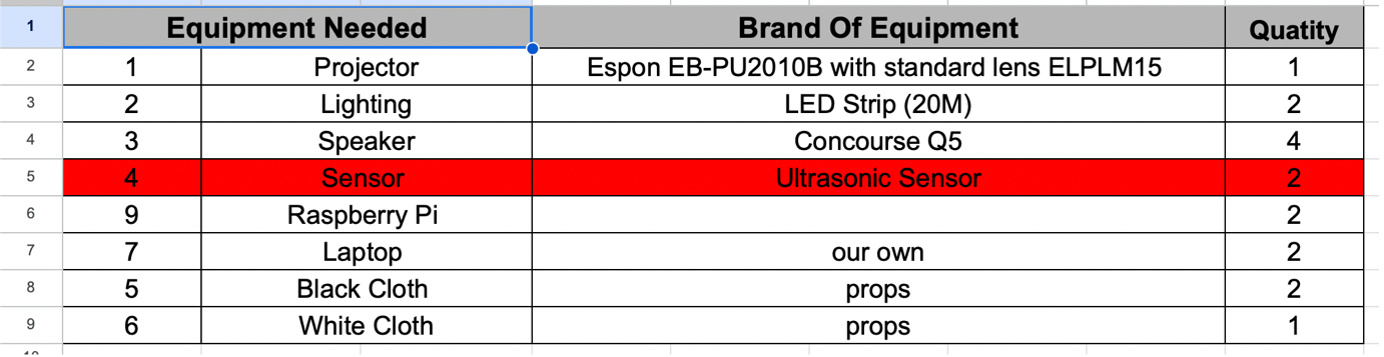 1 Equipment Needed Brand Of Equipment Quatity
2 1 Projector Espon EB-PU2010B with standard lens ELPLM15 1
3 2 Lighting LED Strip (20M) 2
4 3 Speaker Concourse Q5 4
5 4 Sensor Ultrasonic Sensor 2
6 9 Raspberry Pi 2
7 7 Laptop our own 2
8 5 Black Cloth props 2
9 6 White Cloth props 1